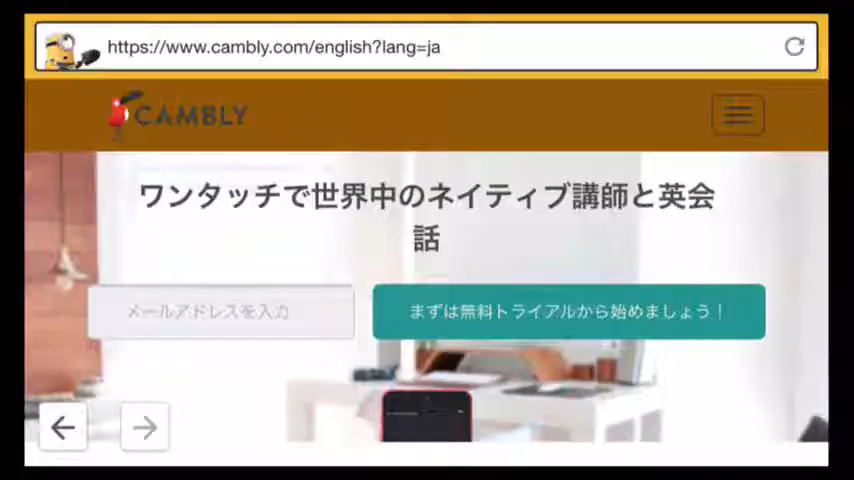 https://www.cambly.com/english?lang=ja
CAMBLY
ワンタッチで世界中のネイティブ講師と英会
話
メールアドレスを入力
まずは無料トライアルから始めましょう！